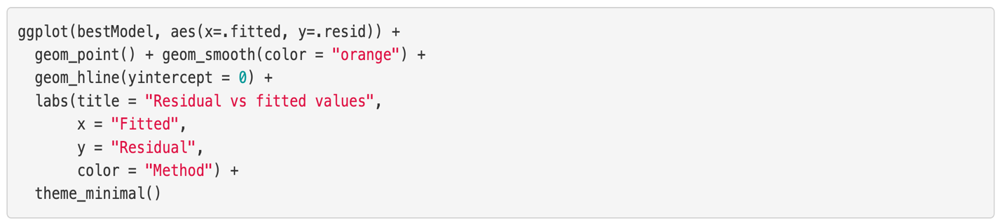 ggplot(bestModel, aes(x=.fitted, y=.resid)) +
  geom_point() + geom_smooth(color = "orange") +
  geom_hline(yintercept = 0) +
  labs(title = "Residual vs fitted values",
       x = "Fitted",
       y = "Residual",
       color = "Method") +
  theme_minimal()